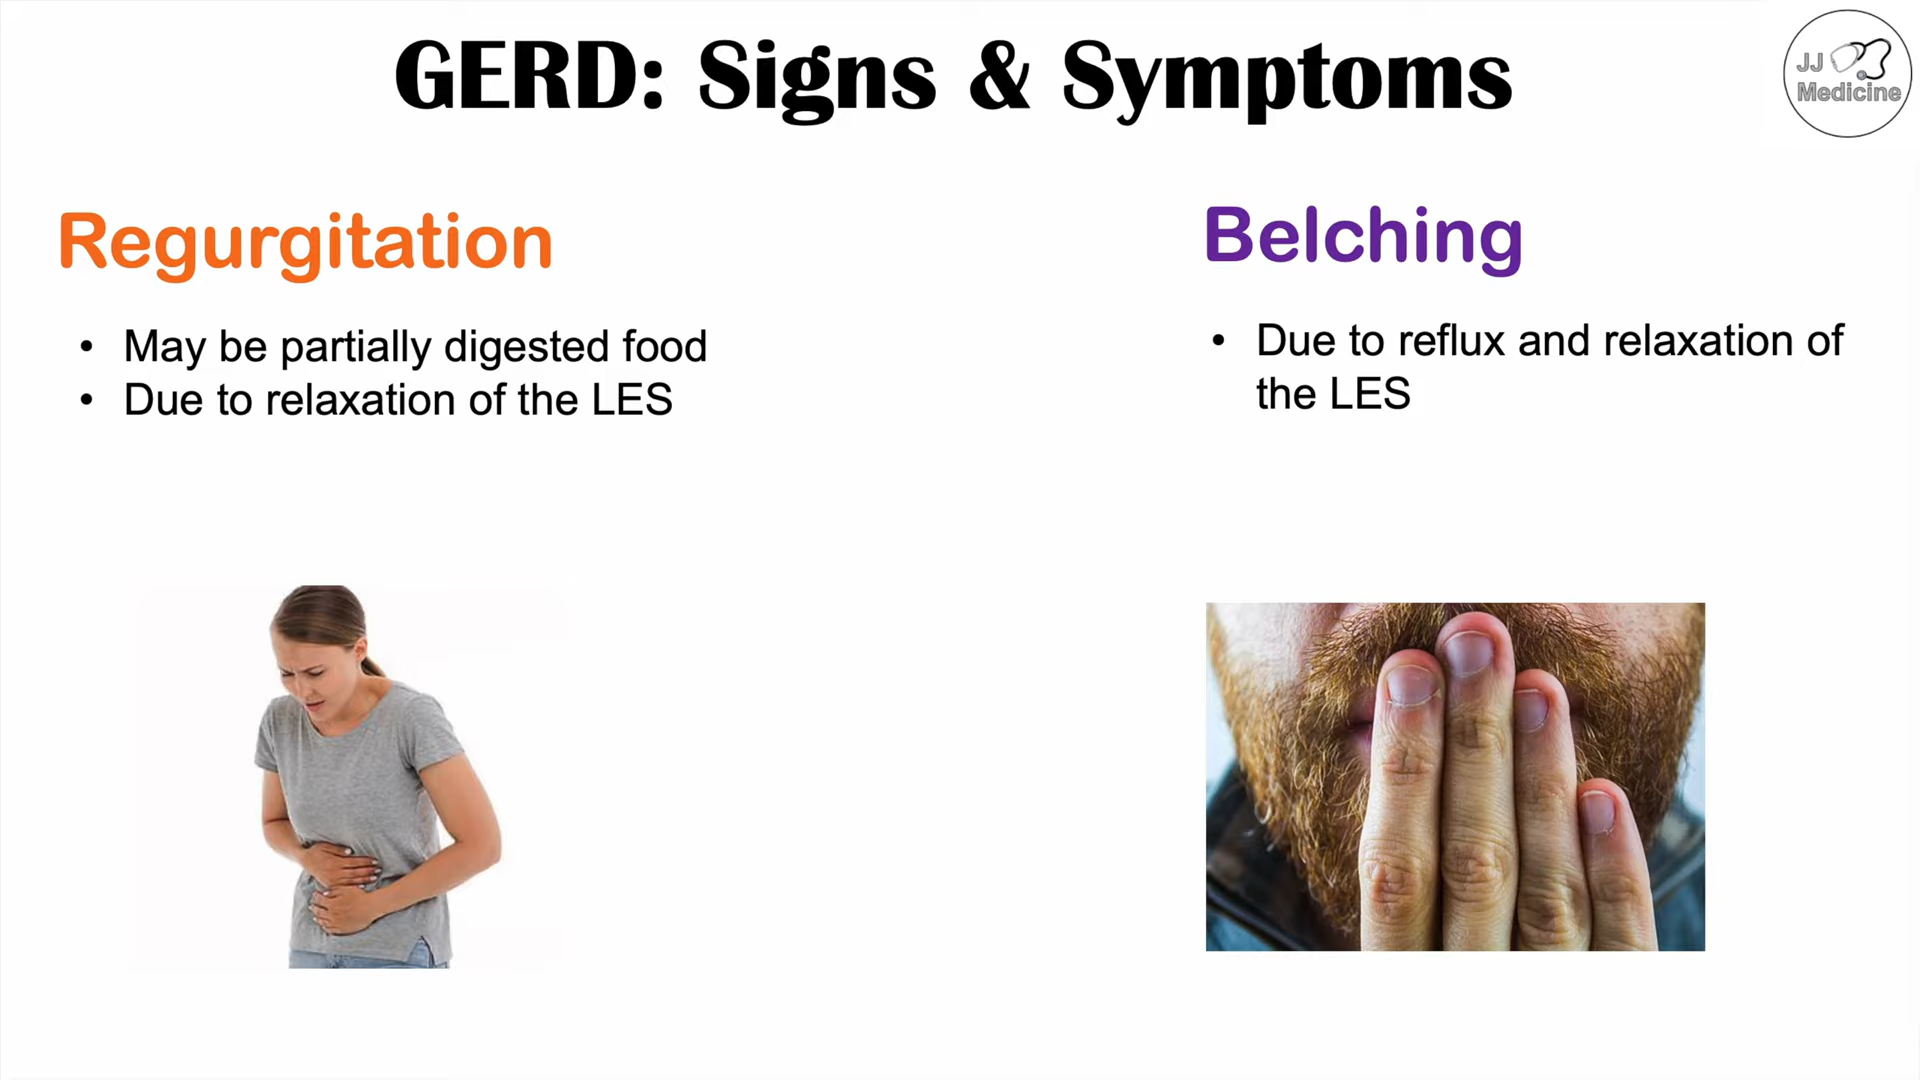 GERD: Signs & Symptoms
JJ
Medicine
Regurgitation
• May be partially digested food
• Due to relaxation of the LES
Belching
• Due to reflux and relaxation of
the LES